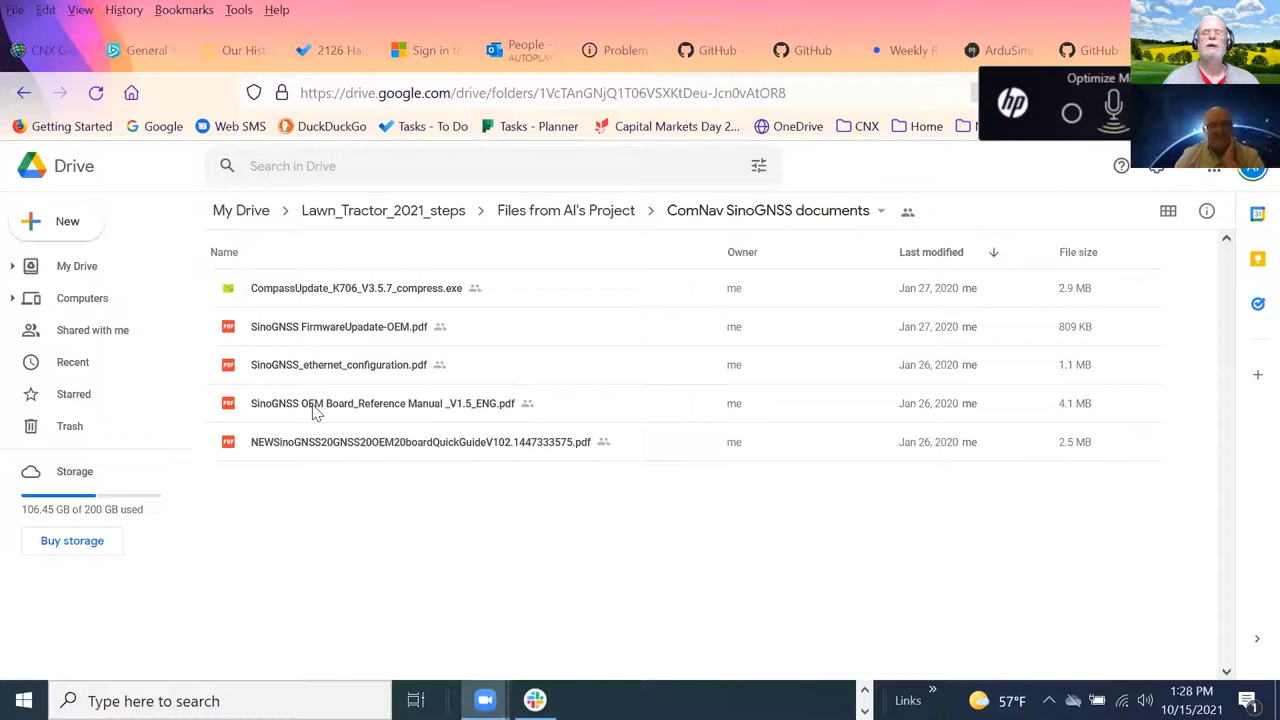 File Edit View History Bookmarks Tools Help
CNX G General Our His 2126 Ha Sign in t People - Problem GitHub - GitHub Weekly R ArduSim GitHub-
AUTOPLAY
Optimize Mi
https://drive.google.com/drive/folders/1VcTAnGNjQ1T06VSXKtDeu-Jcn0vAtOR8
hp
Getting Started Google Web SMS DuckDuckGo Tasks - To Do Tasks - Planner Capital Markets Day 2... OneDrive CNX Home
Drive
Search in Drive
New
My Drive > Lawn_Tractor_2021_steps > Files from Al's Project > ComNav SinoGNSS documents
Name Owner Last modified File size
CompassUpdate_K706_V3.5.7_compress.exe me Jan 27, 2020 me 2.9 MB
SinoGNSS FirmwareUpadate-OEM.pdf me Jan 27, 2020 me 809 KB
SinoGNSS_ethernet_configuration.pdf me Jan 26, 2020 me 1.1 MB
SinoGNSS OEM Board_Reference Manual _V1.5_ENG.pdf me Jan 26, 2020 me 4.1 MB
NEWSinoGNSS20GNSS20OEM20boardQuickGuideV102.1447333575.pdf me Jan 26, 2020 me 2.5 MB
My Drive
Computers
Shared with me
Recent
Starred
Trash
Storage
106.45 GB of 200 GB used
Buy storage
Type here to search
Links
57°F
1:28 PM
10/15/2021